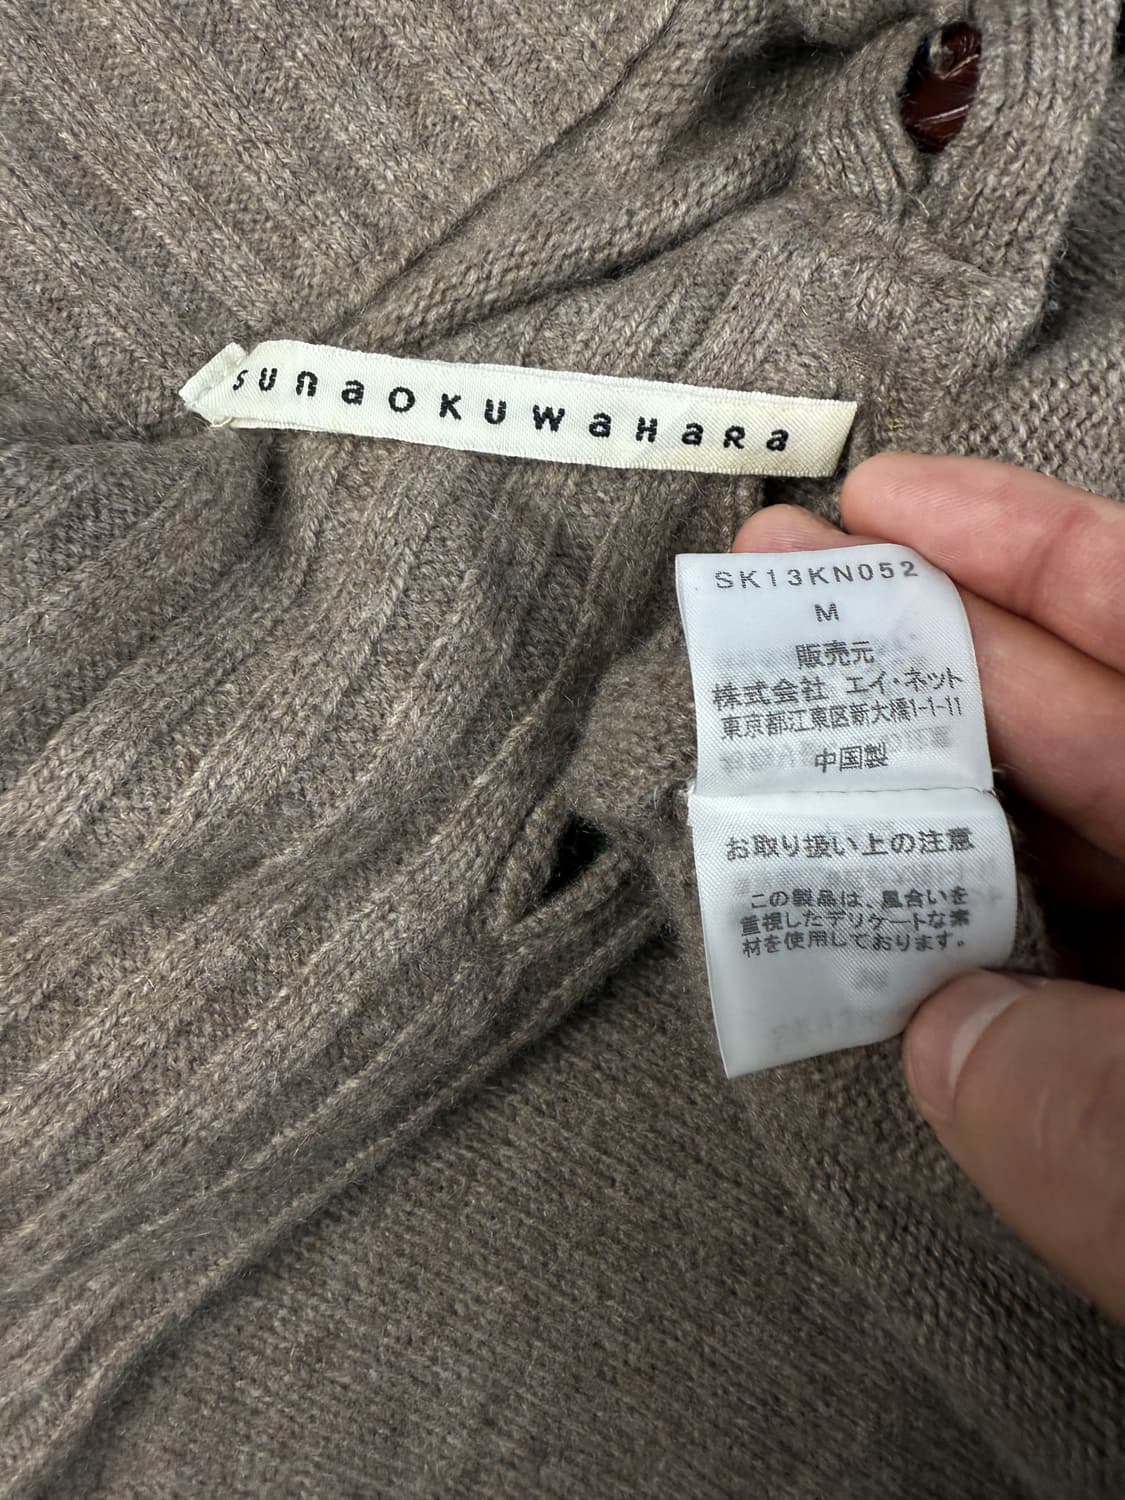 sunaoKuwaHaRa
SK13KN052
M
販売元
株式会社 エイ・ネット
東京都江東区新大橋1-1-11
中国製
お取り扱い上の注意
この製品は、風合いを
重視したデリケートな素
材を使用しております。